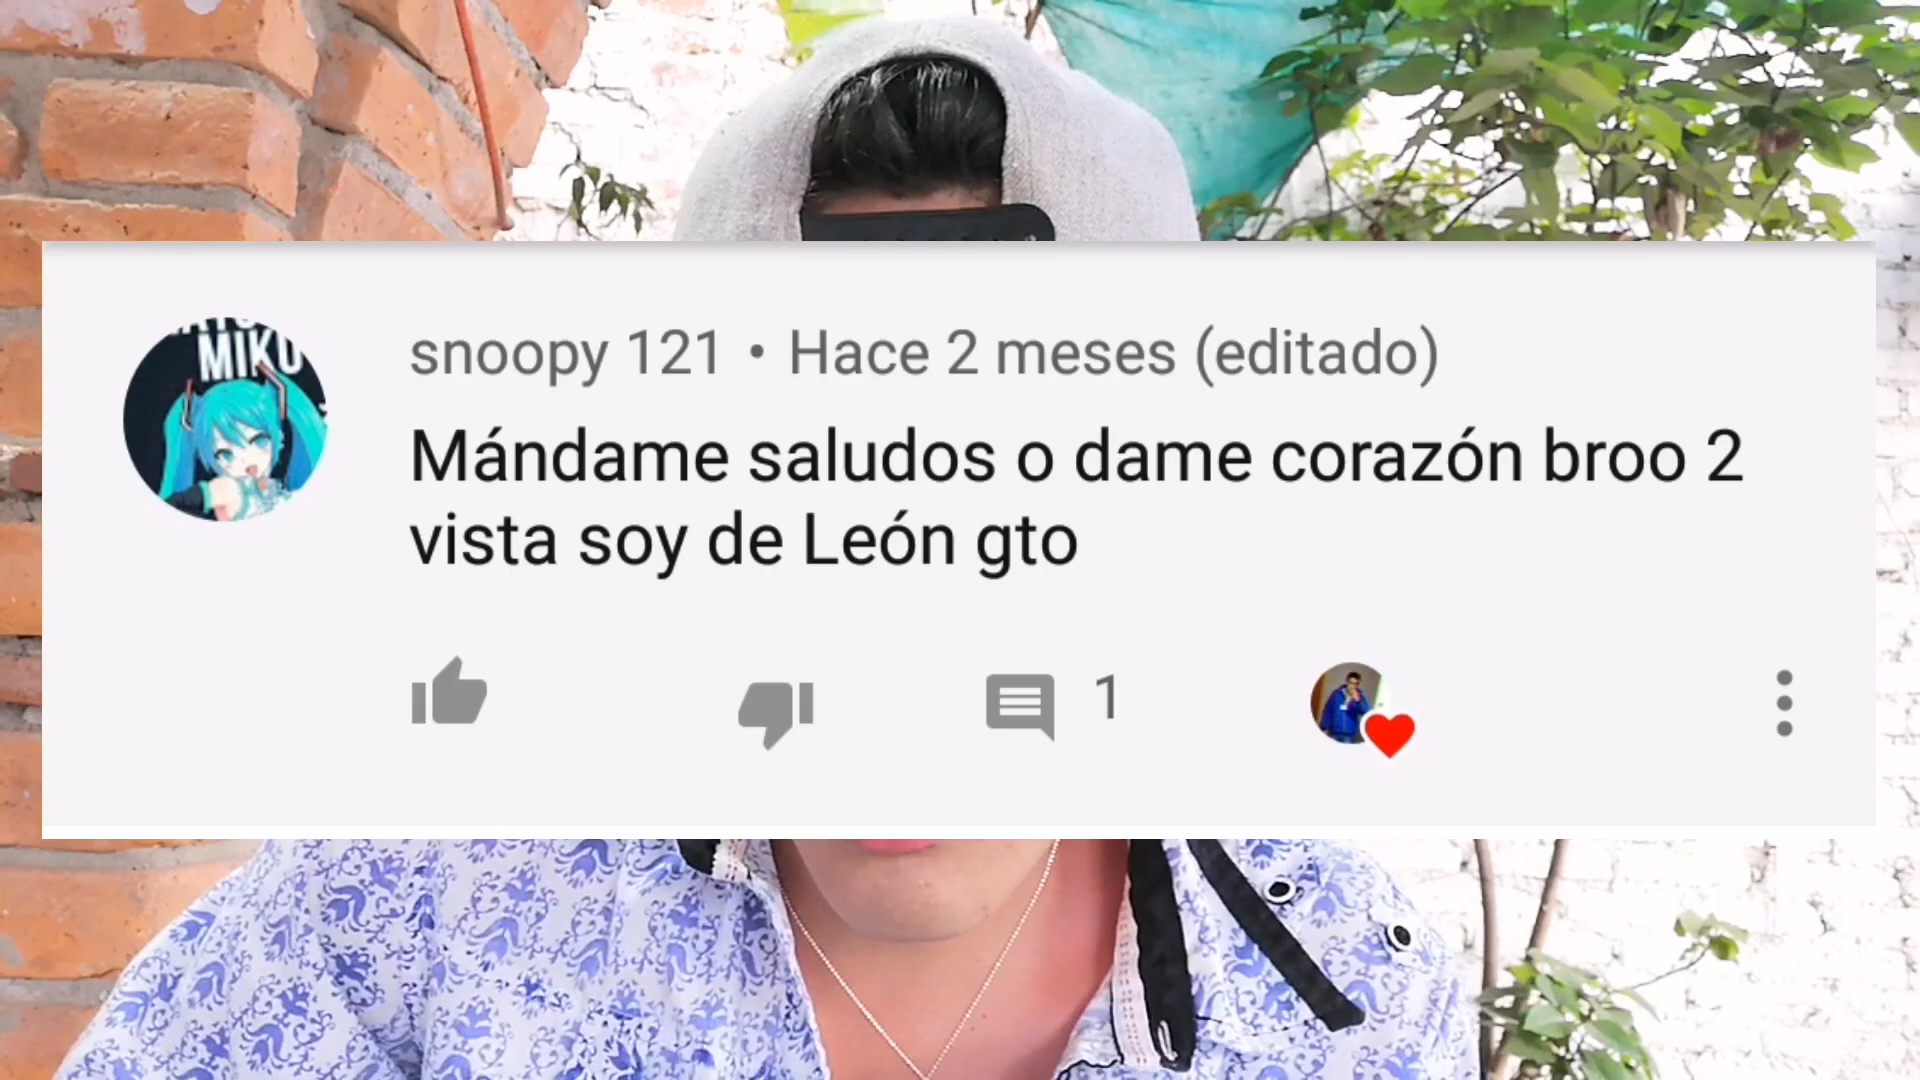 MIKU
snoopy 121 • Hace 2 meses (editado)
Mándame saludos o dame corazón broo 2
vista soy de León gto
1